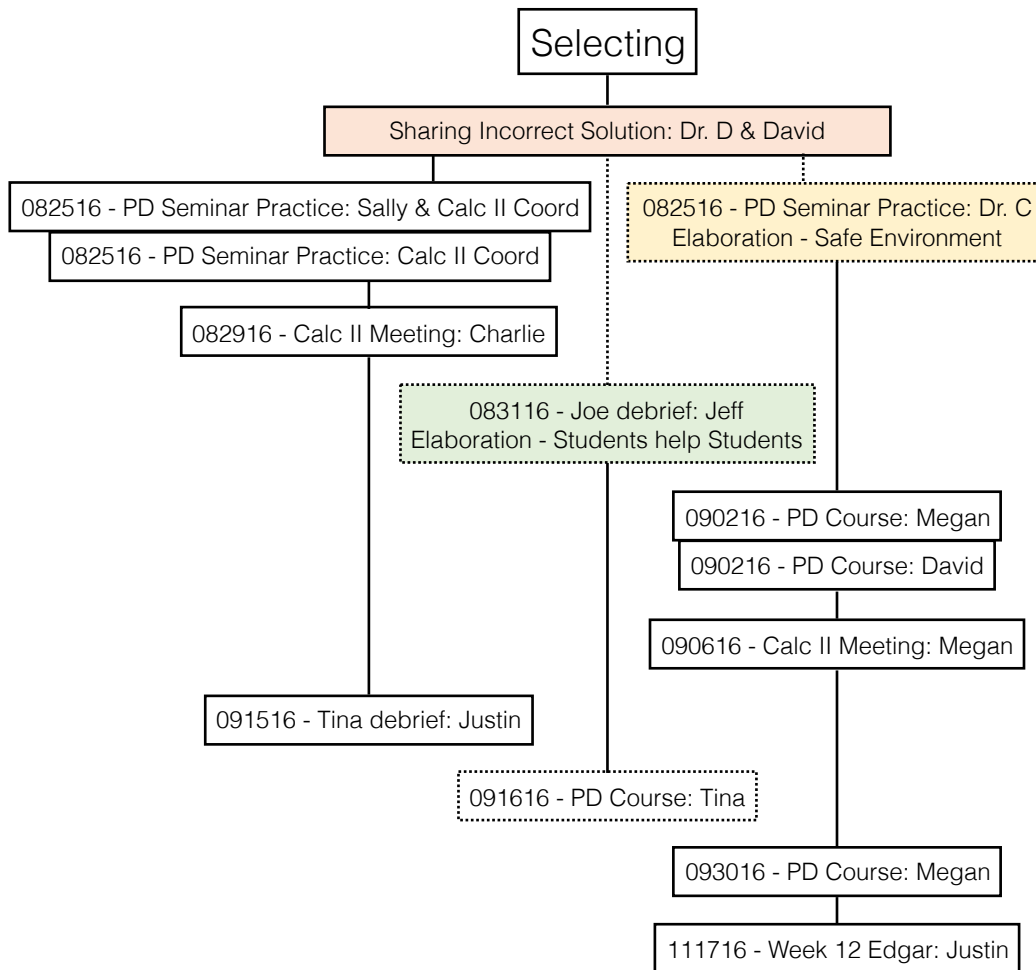 Selecting
Sharing Incorrect Solution: Dr. D & David
082516 - PD Seminar Practice: Sally & Calc II Coord
082516 - PD Seminar Practice: Calc II Coord
082916 - Calc II Meeting: Charlie
091516 - Tina debrief: Justin
083116 - Joe debrief: Jeff
Elaboration - Students help Students
091616 - PD Course: Tina
082516 - PD Seminar Practice: Dr. C
Elaboration - Safe Environment
090216 - PD Course: Megan
090216 - PD Course: David
090616 - Calc II Meeting: Megan
093016 - PD Course: Megan
111716 - Week 12 Edgar: Justin